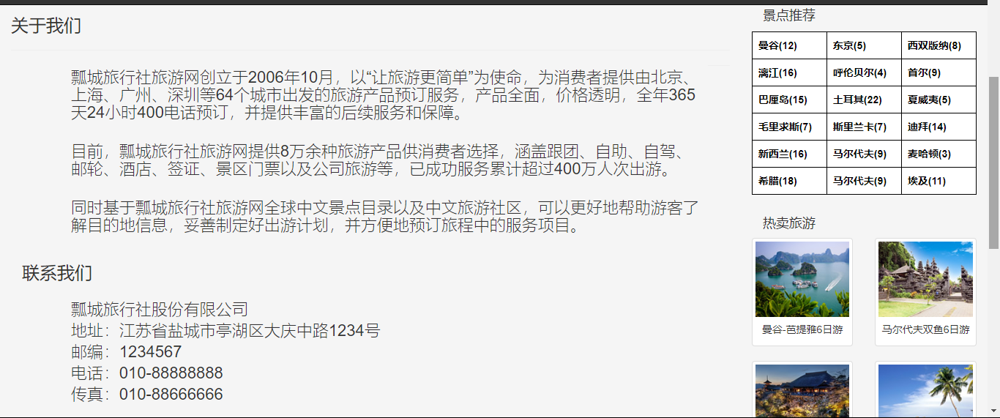 关于我们
瓢城旅行社旅游网创立于2006年10月，以“让旅游更简单”为使命，为消费者提供由北京、
上海、广州、深圳等64个城市出发的旅游产品预订服务，产品全面，价格透明，全年365
天24小时400电话预订，并提供丰富的后续服务和保障。
目前，瓢城旅行社旅游网提供8万余种旅游产品供消费者选择，涵盖跟团、自助、自驾、
邮轮、酒店、签证、景区门票以及公司旅游等，已成功服务累计超过400万人次出游。
同时基于瓢城旅行社旅游网全球中文景点目录以及中文旅游社区，可以更好地帮助游客了
解目的地信息，妥善制定好出游计划，并方便地预订旅程中的服务项目。
联系我们
瓢城旅行社股份有限公司
地址：江苏省盐城市亭湖区大庆中路1234号
邮编：1234567
电话：010-88888888
传真：010-88666666
景点推荐
曼谷(12) 东京(5) 西双版纳(8)
漓江(16) 呼伦贝尔(4) 首尔(9)
巴厘岛(15) 土耳其(22) 夏威夷(5)
毛里求斯(7) 斯里兰卡(7) 迪拜(14)
新西兰(16) 马尔代夫(9) 麦哈顿(3)
希腊(18) 马尔代夫(9) 埃及(11)
热卖旅游
曼谷-芭提雅6日游 马尔代夫双鱼6日游